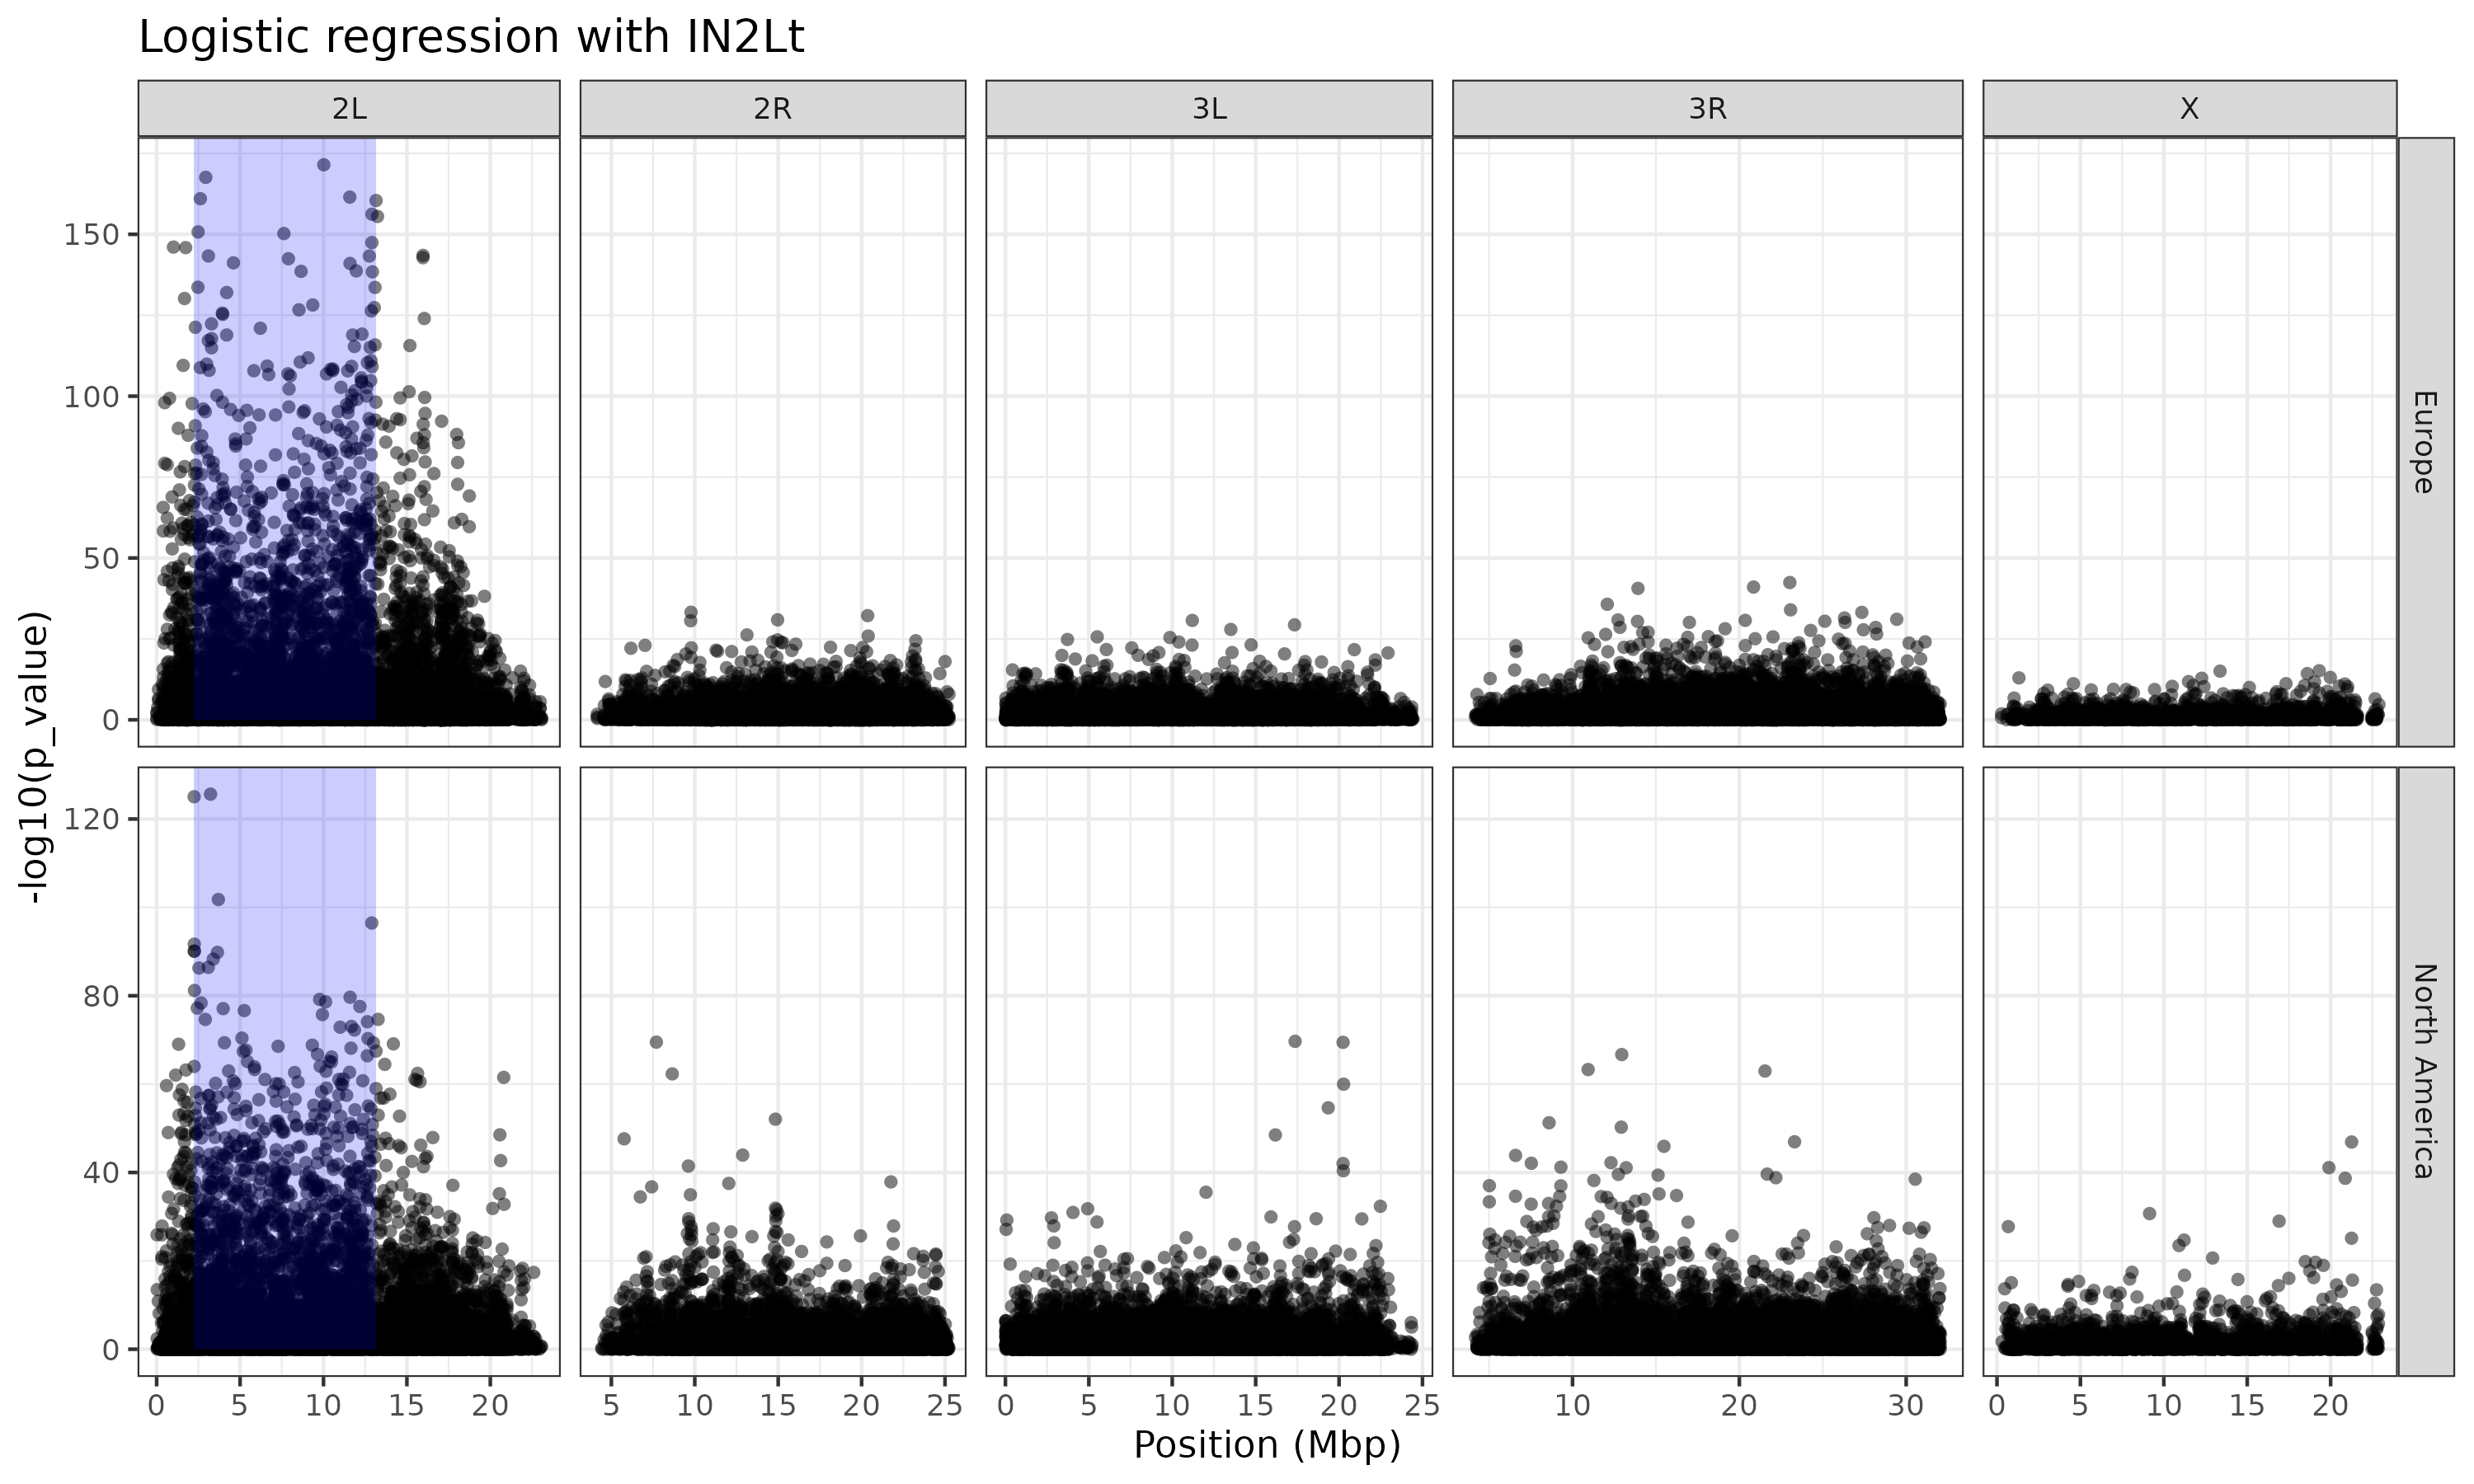 Logistic regression with IN2Lt
2L 2R 3L 3R X
-log10(p_value)
150
100
50
0
Europe
120
80
40
0
North America
0 5 10 15 20 5 10 15 20 25 0 5 10 15 20 25 10 20 30 0 5 10 15 20
Position (Mbp)